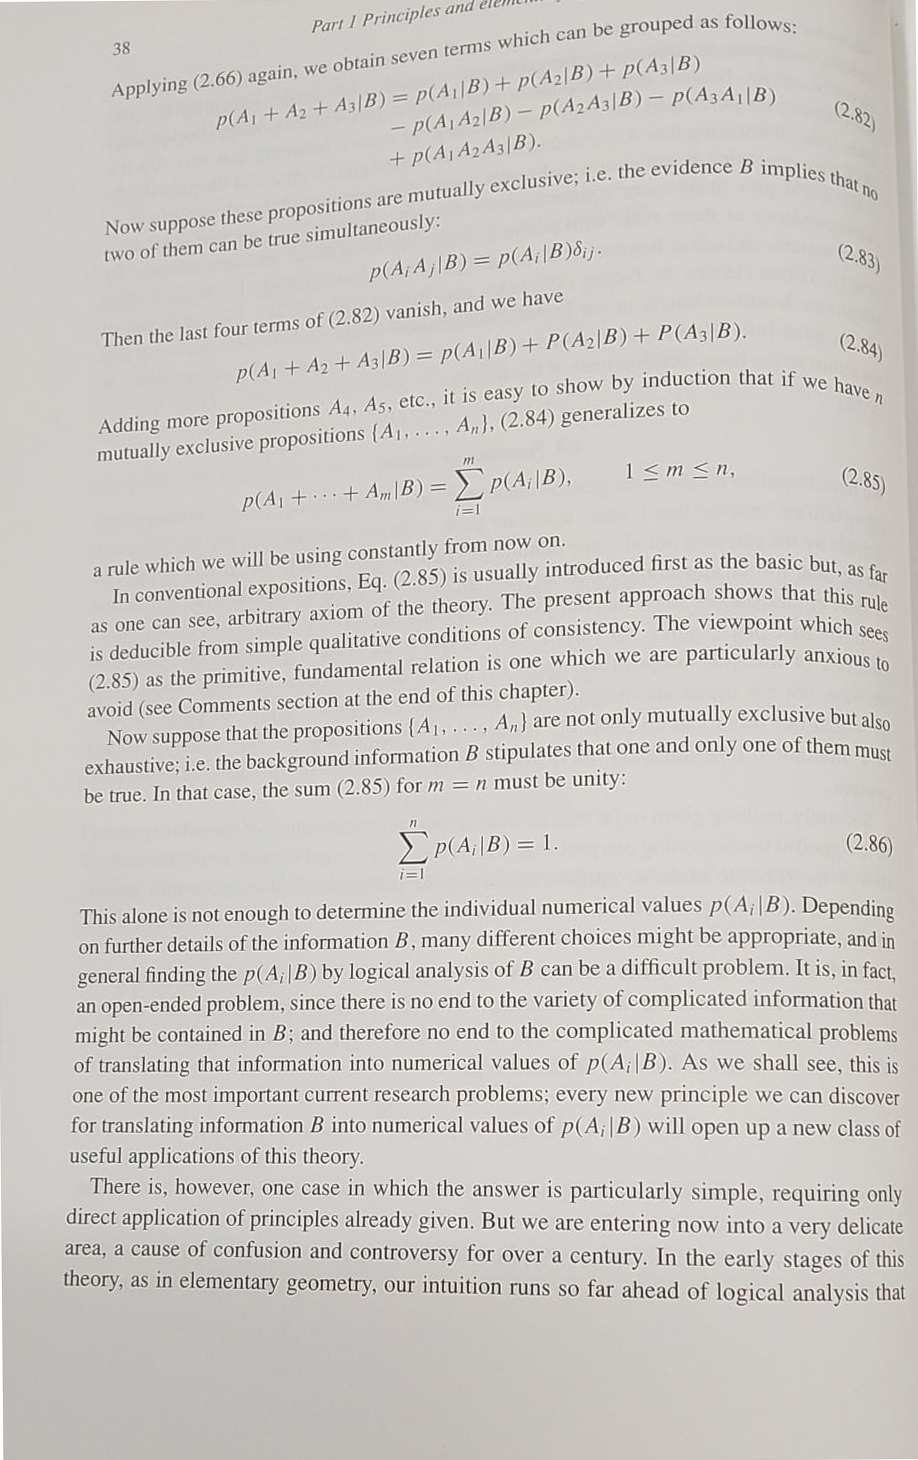 Part I Principles and
38
Applying (2.66) again, we obtain seven terms which can be grouped as follows:
p(A₁ + A₂ + A₃|B) = p(A₁|B) + p(A₂|B) + p(A₃|B)
− p(A₁A₂|B) − p(A₂A₃|B) − p(A₃A₁|B) (2.82)
+ p(A₁A₂A₃|B).
Now suppose these propositions are mutually exclusive; i.e. the evidence B implies that no
two of them can be true simultaneously:
p(AᵢAⱼ|B) = p(Aᵢ|B)δᵢⱼ. (2.83)
Then the last four terms of (2.82) vanish, and we have
p(A₁ + A₂ + A₃|B) = p(A₁|B) + P(A₂|B) + P(A₃|B). (2.84)
Adding more propositions A₄, A₅, etc., it is easy to show by induction that if we have n
mutually exclusive propositions {A₁, . . . , Aₙ}, (2.84) generalizes to
p(A₁ + · · · + Aₘ|B) = ∑ᵢ₌₁ᵐ p(Aᵢ|B), 1 ≤ m ≤ n, (2.85)
a rule which we will be using constantly from now on.
In conventional expositions, Eq. (2.85) is usually introduced first as the basic but, as far
as one can see, arbitrary axiom of the theory. The present approach shows that this rule
is deducible from simple qualitative conditions of consistency. The viewpoint which sees
(2.85) as the primitive, fundamental relation is one which we are particularly anxious to
avoid (see Comments section at the end of this chapter).
Now suppose that the propositions {A₁, . . . , Aₙ} are not only mutually exclusive but also
exhaustive; i.e. the background information B stipulates that one and only one of them must
be true. In that case, the sum (2.85) for m = n must be unity:
∑ᵢ₌₁ⁿ p(Aᵢ|B) = 1. (2.86)
This alone is not enough to determine the individual numerical values p(Aᵢ|B). Depending
on further details of the information B, many different choices might be appropriate, and in
general finding the p(Aᵢ|B) by logical analysis of B can be a difficult problem. It is, in fact,
an open-ended problem, since there is no end to the variety of complicated information that
might be contained in B; and therefore no end to the complicated mathematical problems
of translating that information into numerical values of p(Aᵢ|B). As we shall see, this is
one of the most important current research problems; every new principle we can discover
for translating information B into numerical values of p(Aᵢ|B) will open up a new class of
useful applications of this theory.
There is, however, one case in which the answer is particularly simple, requiring only
direct application of principles already given. But we are entering now into a very delicate
area, a cause of confusion and controversy for over a century. In the early stages of this
theory, as in elementary geometry, our intuition runs so far ahead of logical analysis that